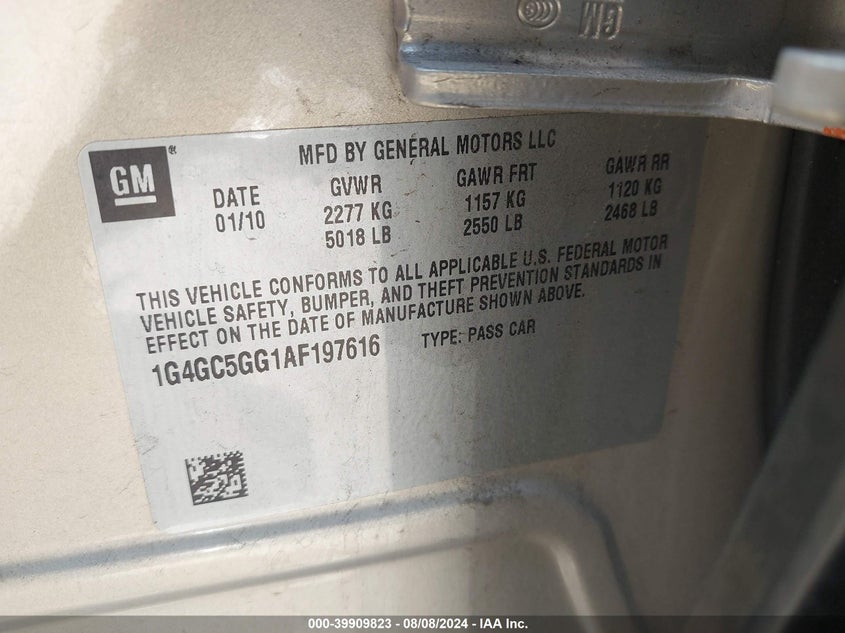 GM
GM®
MFD BY GENERAL MOTORS LLC
DATE GVWR GAWR FRT GAWR RR
01/10 2277 KG 1157 KG 1120 KG
5018 LB 2550 LB 2468 LB
THIS VEHICLE CONFORMS TO ALL APPLICABLE U.S. FEDERAL MOTOR
VEHICLE SAFETY, BUMPER, AND THEFT PREVENTION STANDARDS IN
EFFECT ON THE DATE OF MANUFACTURE SHOWN ABOVE.
1G4GC5GG1AF197616 TYPE: PASS CAR
000-39909823 - 08/08/2024 - IAA Inc.